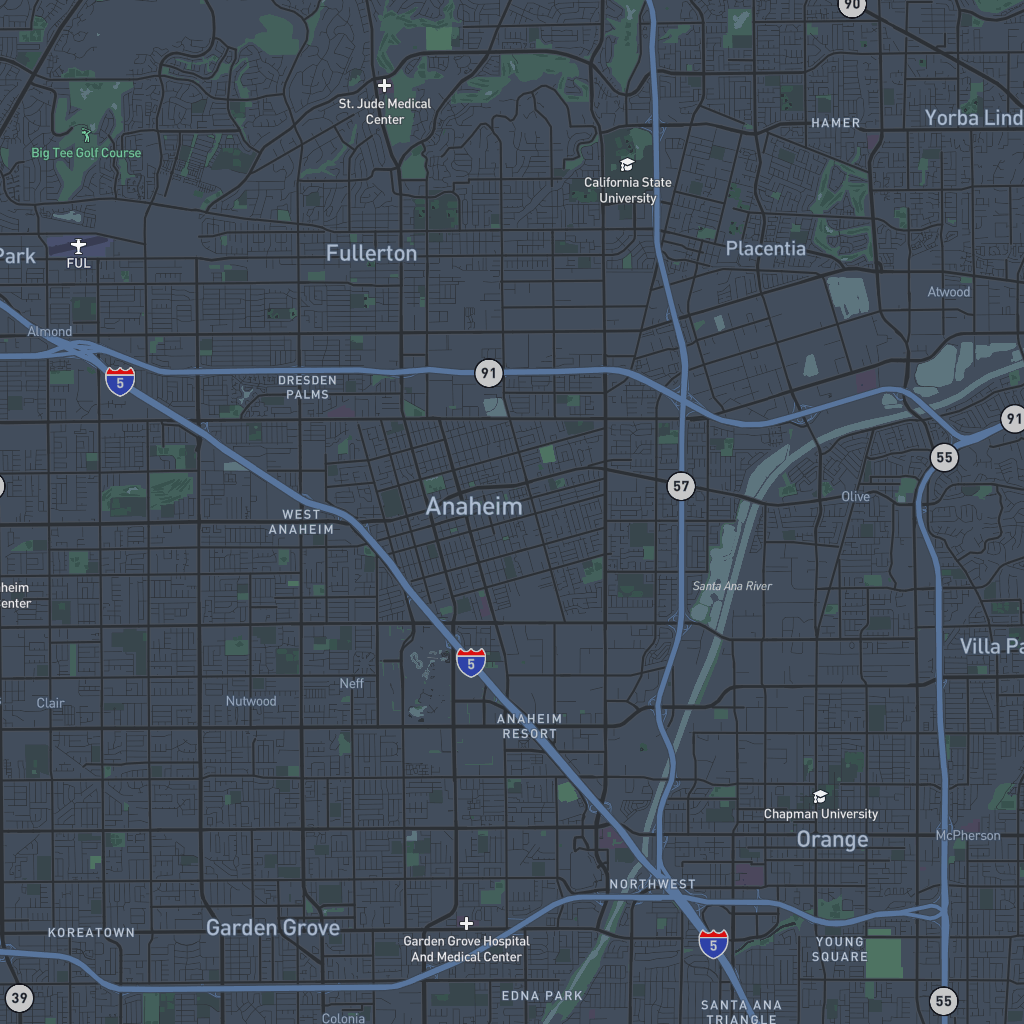 90
St. Jude Medical
Center
Yorba Lind
HAMER
Big Tee Golf Course
California State
University
Park
FUL
Fullerton
Placentia
Atwood
Almond
5
91
DRESDEN
PALMS
91
55
57
Olive
Anaheim
WEST
ANAHEIM
heim
enter
Santa Ana River
Villa Pa
5
Neff
Clair
Nutwood
ANAHEIM
RESORT
Chapman University
Orange
McPherson
NORTHWEST
Garden Grove
KOREATOWN
Garden Grove Hospital
And Medical Center
5
YOUNG
SQUARE
39
EDNA PARK
55
SANTA ANA
TRIANGLE
Colonia